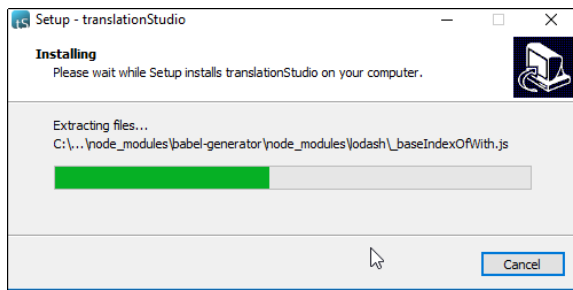 tS Setup - translationStudio
Installing
Please wait while Setup installs translationStudio on your computer.
Extracting files...
C:\...\node_modules\babel-generator\node_modules\lodash\_baseIndexOfWith.js
Cancel